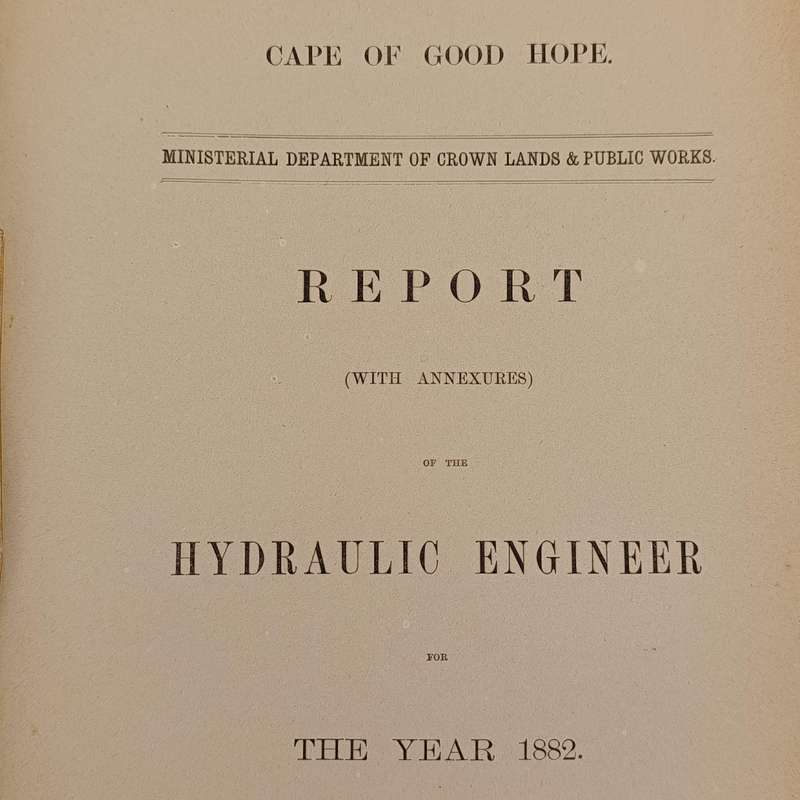 CAPE OF GOOD HOPE.
MINISTERIAL DEPARTMENT OF CROWN LANDS & PUBLIC WORKS.
REPORT
(WITH ANNEXURES)
OF THE
HYDRAULIC ENGINEER
FOR
THE YEAR 1882.